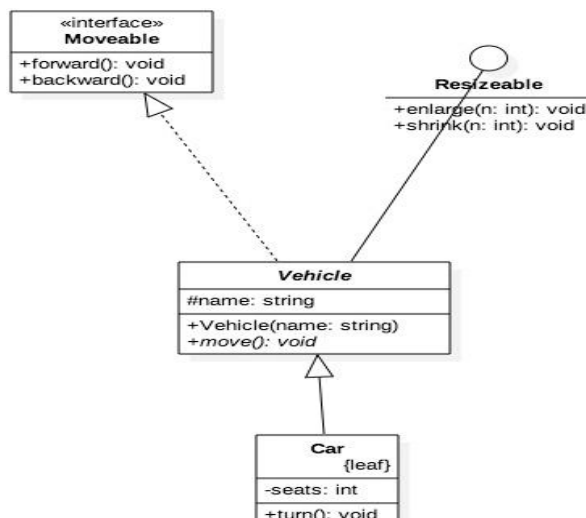 «interface»
Moveable
+forward(): void
+backward(): void
Resizeable
+enlarge(n: int): void
+shrink(n: int): void
Vehicle
#name: string
+Vehicle(name: string)
+move(): void
Car
{leaf}
-seats: int
+turn(): void